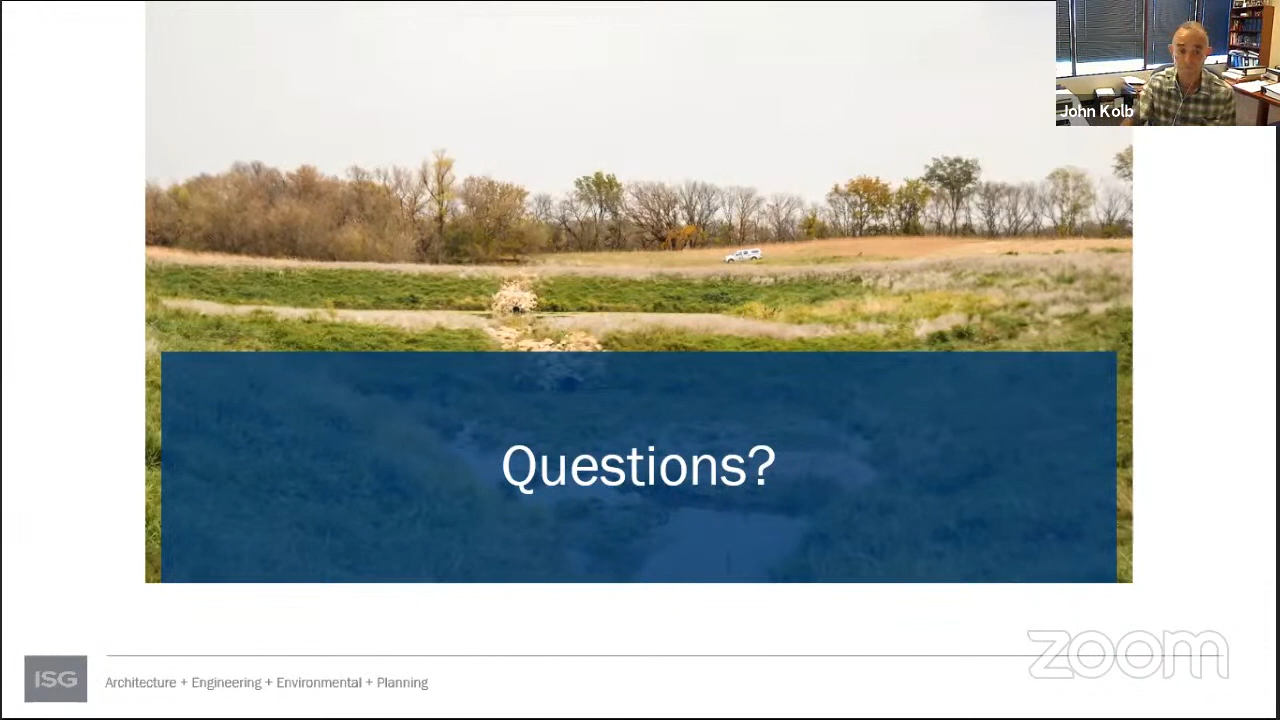 John Kolb
Questions?
zoom
ISG
Architecture + Engineering + Environmental + Planning